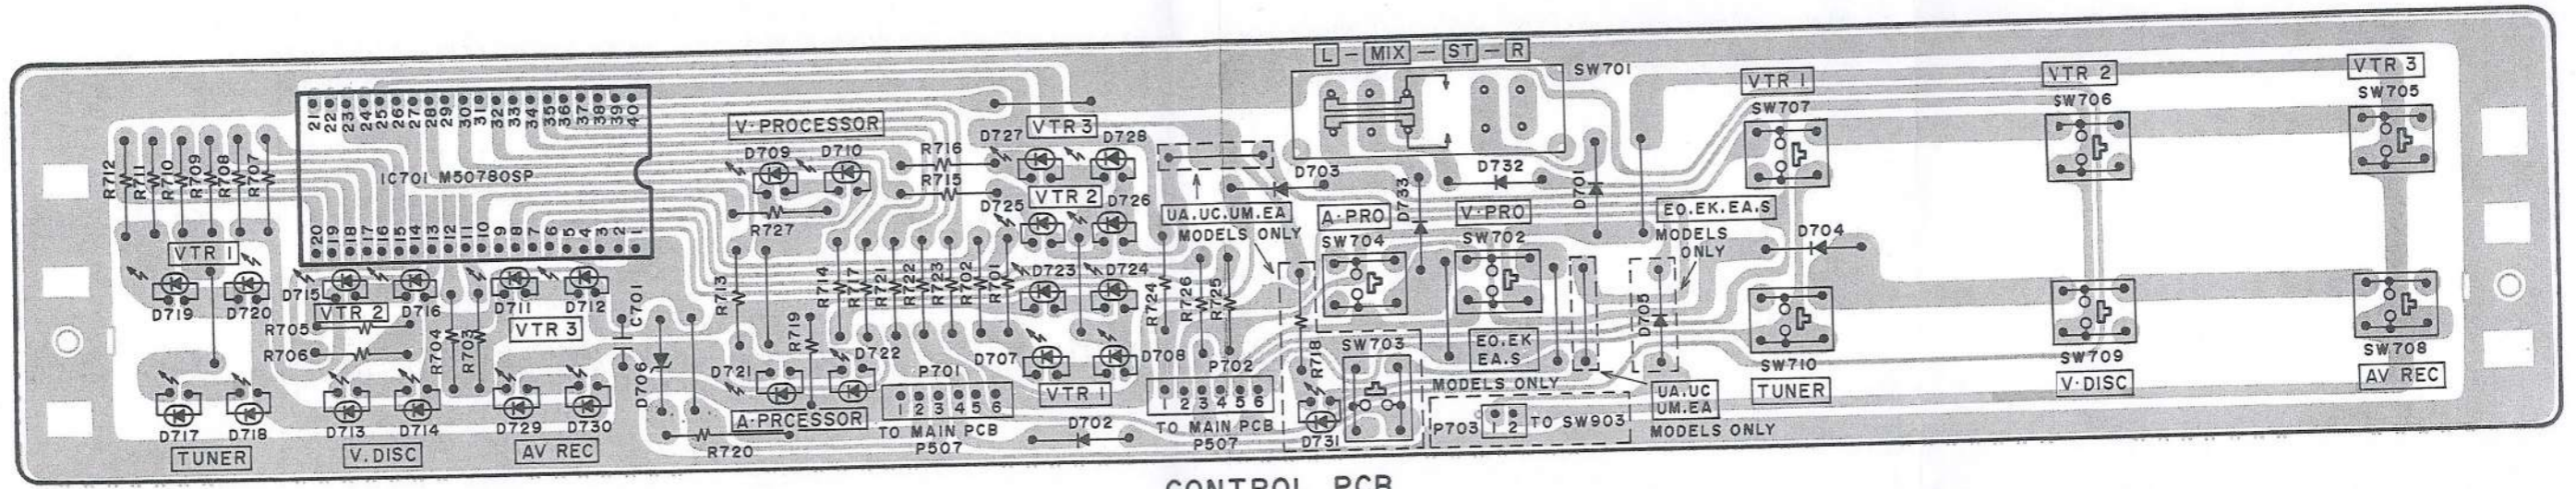 L - MIX - ST - R
SW701
VTR 1
SW707
VTR 2
SW706
VTR 3
SW705
21 22 23 24 25 26 27 28 29 30 31 32 33 34 35 36 37 38 39 40
IC701 M50780SP
20 19 18 17 16 15 14 13 12 11 10 9 8 7 6 5 4 3 2 1
R712
R711
R710
R709
R708
R707
V·PROCESSOR
D709
D710
R727
R716
R715
D727
VTR 3
D728
VTR 2
D725
D726
D703
D733
D732
D701
UA.UC.UM.EA
MODELS ONLY
A·PRO
SW704
V·PRO
SW702
EO.EK.EA.S
MODELS
ONLY
D704
VTR 1
D719
D720
D715
VTR 2
D716
D711
D712
VTR 3
R705
R706
R704
R703
C701
D706
R713
R719
R714
R717
R721
R722
R723
R702
R701
D723
D724
R724
R726
R725
D705
D721
D722
A·PRCESSOR
R720
P701
1 2 3 4 5 6
TO MAIN PCB
P507
D707
D708
VTR 1
D702
P702
1 2 3 4 5 6
TO MAIN PCB
P507
R718
SW703
D731
EO.EK
EA.S
MODELS ONLY
P703
1 2
TO SW903
UA.UC
UM.EA
MODELS ONLY
SW710
TUNER
SW709
V·DISC
SW708
AV REC
D717
D718
TUNER
D713
D714
V.DISC
D729
D730
AV REC
CONTROL PCB